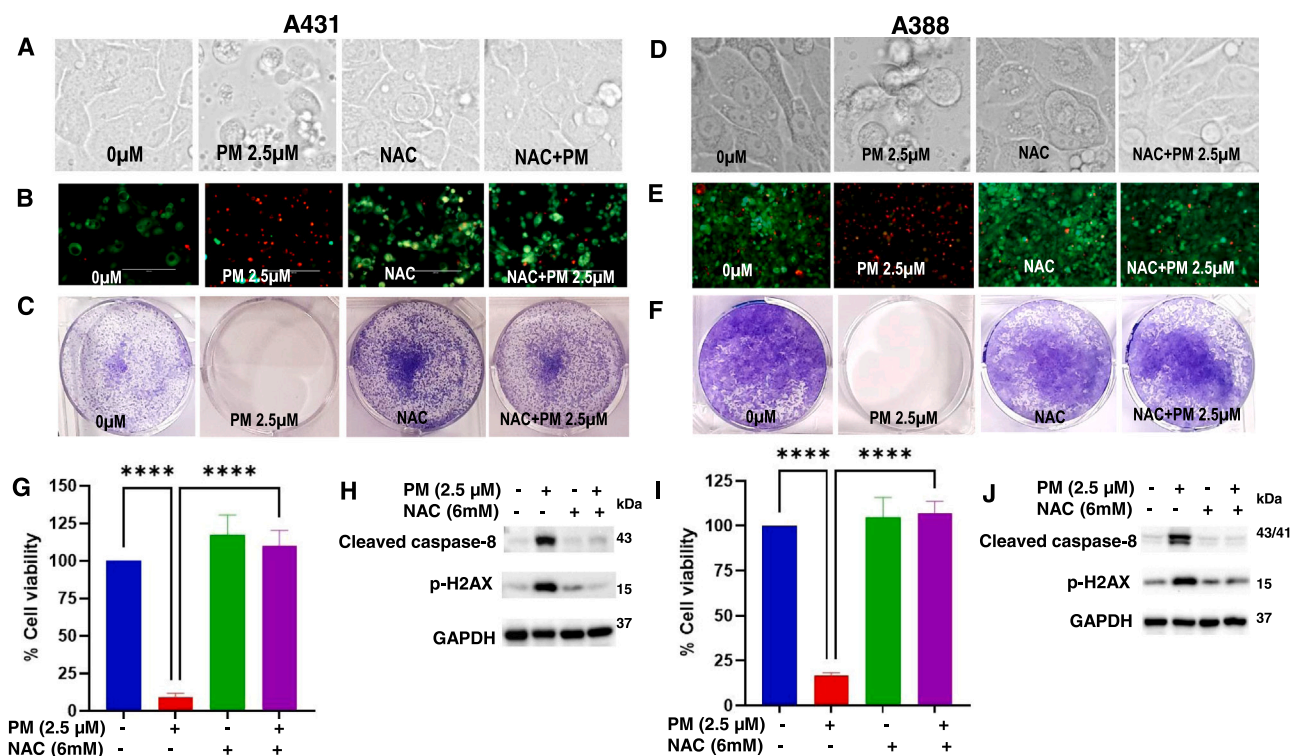 A431
A388
A
0µM
PM 2.5µM
NAC
NAC+PM
D
0µM
PM 2.5µM
NAC
NAC+PM 2.5µM
B
0µM
PM 2.5µM
NAC
NAC+PM 2.5µM
E
0µM
PM 2.5µM
NAC
NAC+PM 2.5µM
C
0µM
PM 2.5µM
NAC
NAC+PM 2.5µM
F
0µM
PM 2.5µM
NAC
NAC+PM 2.5µM
G
**** ****
% Cell viability
150
125
100
75
50
25
0
PM (2.5 µM) - + - +
NAC (6mM) - - + +
H
PM (2.5 µM) - + - +
NAC (6mM) - - + +
kDa
Cleaved caspase-8 43
p-H2AX 15
GAPDH 37
I
**** ****
% Cell viability
125
100
75
50
25
0
PM (2.5 µM) - + - +
NAC (6mM) - - + +
J
PM (2.5 µM) - + - +
NAC (6mM) - - + +
kDa
Cleaved caspase-8 43/41
p-H2AX 15
GAPDH 37